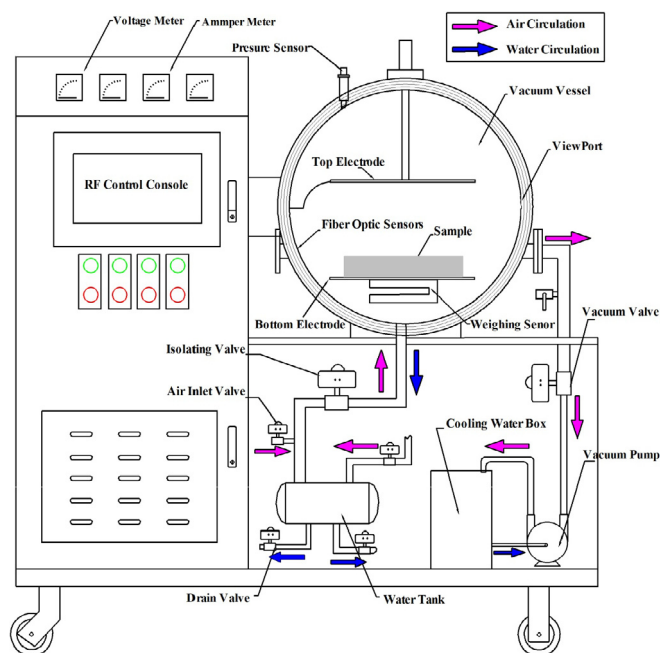 Voltage Meter
Ammper Meter
Air Circulation
Water Circulation
Presure Sensor
Vacuum Vessel
ViewPort
Top Electrode
RF Control Console
Fiber Optic Sensors
Sample
Bottom Electrode
Weighing Senor
Isolating Valve
Vacuum Valve
Air Inlet Valve
Cooling Water Box
Vacuum Pump
Drain Valve
Water Tank